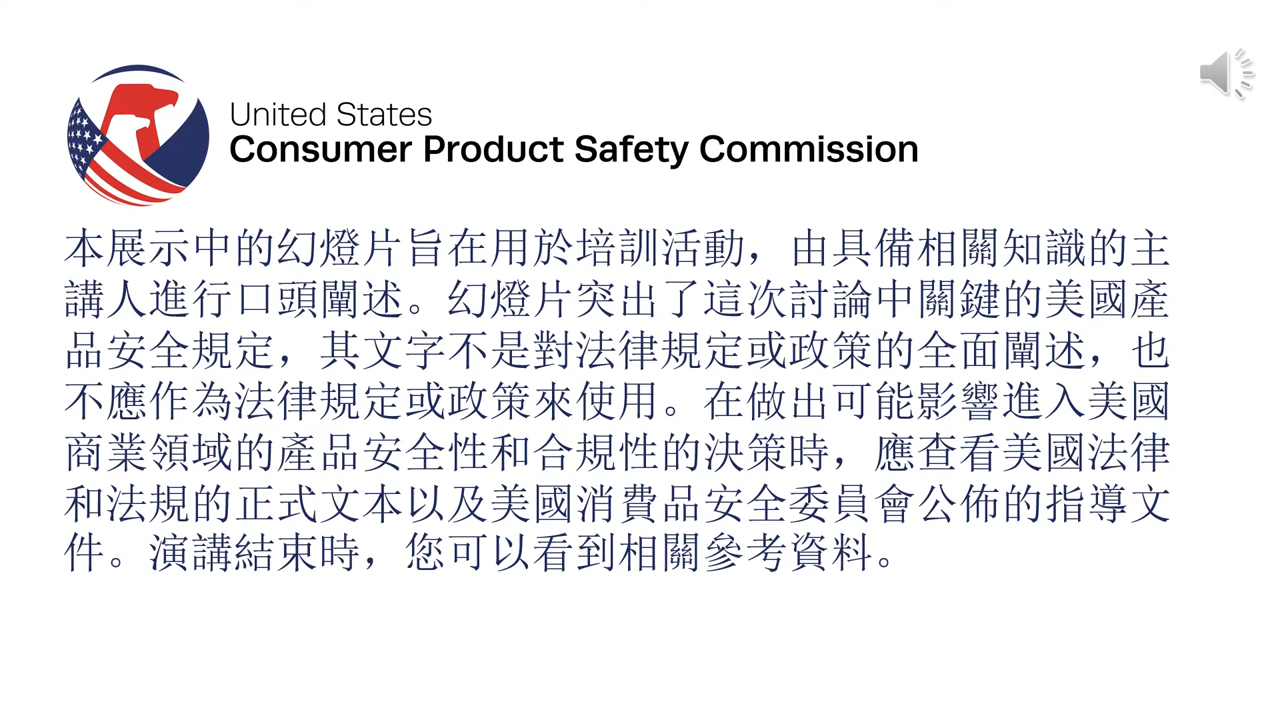 United States
Consumer Product Safety Commission
本展示中的幻燈片旨在用於培訓活動，由具備相關知識的主
講人進行口頭闡述。幻燈片突出了這次討論中關鍵的美國產
品安全規定，其文字不是對法律規定或政策的全面闡述，也
不應作為法律規定或政策來使用。在做出可能影響進入美國
商業領域的產品安全性和合規性的決策時，應查看美國法律
和法規的正式文本以及美國消費品安全委員會公佈的指導文
件。演講結束時，您可以看到相關參考資料。